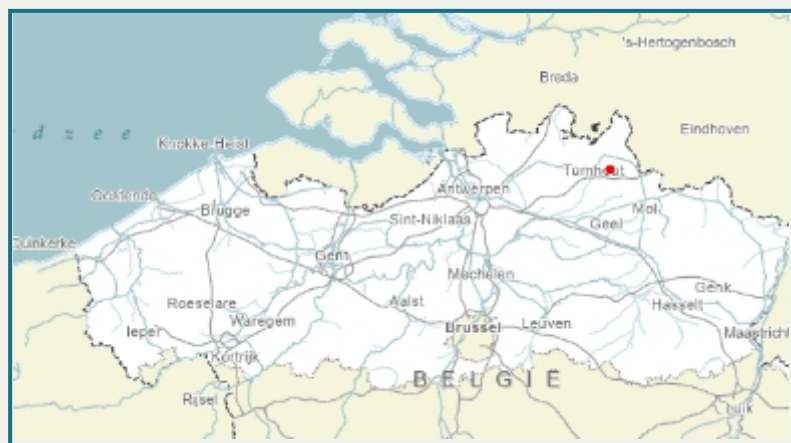 's-Hertogenbosch
Breda
Eindhoven
d z e e
Knokke-Heist
Turnhout
Antwerpen
Oostende
Mol
Brugge
Sint-Niklaas
Geel
Duinkerke
Gent
Mechelen
Genk
Roeselare
Aalst
Hasselt
Waregem
Brussel
Leuven
Ieper
Maastricht
Kortrijk
BELGIË
Rijsel
Luik